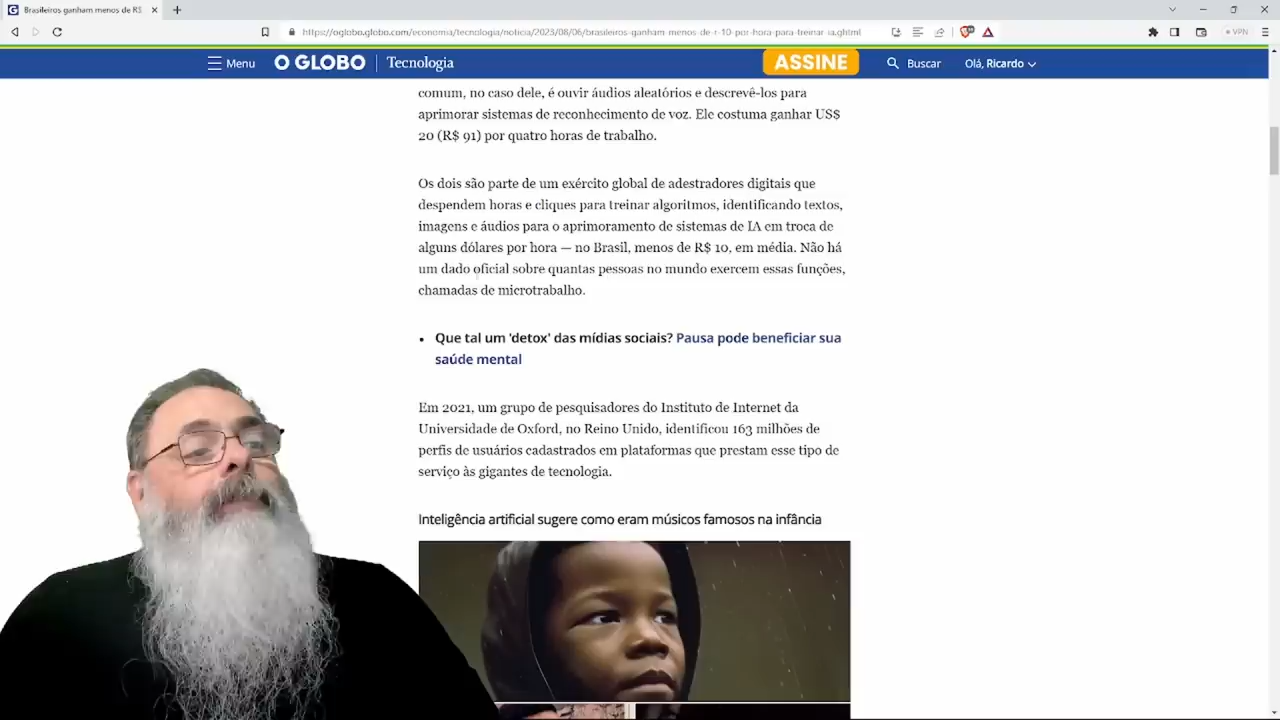 Brasileiros ganham menos de R$
https://oglobo.globo.com/economia/tecnologia/noticia/2023/08/06/brasileiros-ganham-menos-de-r-10-por-hora-para-treinar-ia.ghtml
VPN
Menu
O GLOBO
Tecnologia
ASSINE
Buscar
Olá, Ricardo
comum, no caso dele, é ouvir áudios aleatórios e descrevê-los para
aprimorar sistemas de reconhecimento de voz. Ele costuma ganhar US$
20 (R$ 91) por quatro horas de trabalho.
Os dois são parte de um exército global de adestradores digitais que
despendem horas e cliques para treinar algoritmos, identificando textos,
imagens e áudios para o aprimoramento de sistemas de IA em troca de
alguns dólares por hora — no Brasil, menos de R$ 10, em média. Não há
um dado oficial sobre quantas pessoas no mundo exercem essas funções,
chamadas de microtrabalho.
• Que tal um 'detox' das mídias sociais? Pausa pode beneficiar sua
saúde mental
Em 2021, um grupo de pesquisadores do Instituto de Internet da
Universidade de Oxford, no Reino Unido, identificou 163 milhões de
perfis de usuários cadastrados em plataformas que prestam esse tipo de
serviço às gigantes de tecnologia.
Inteligência artificial sugere como eram músicos famosos na infância